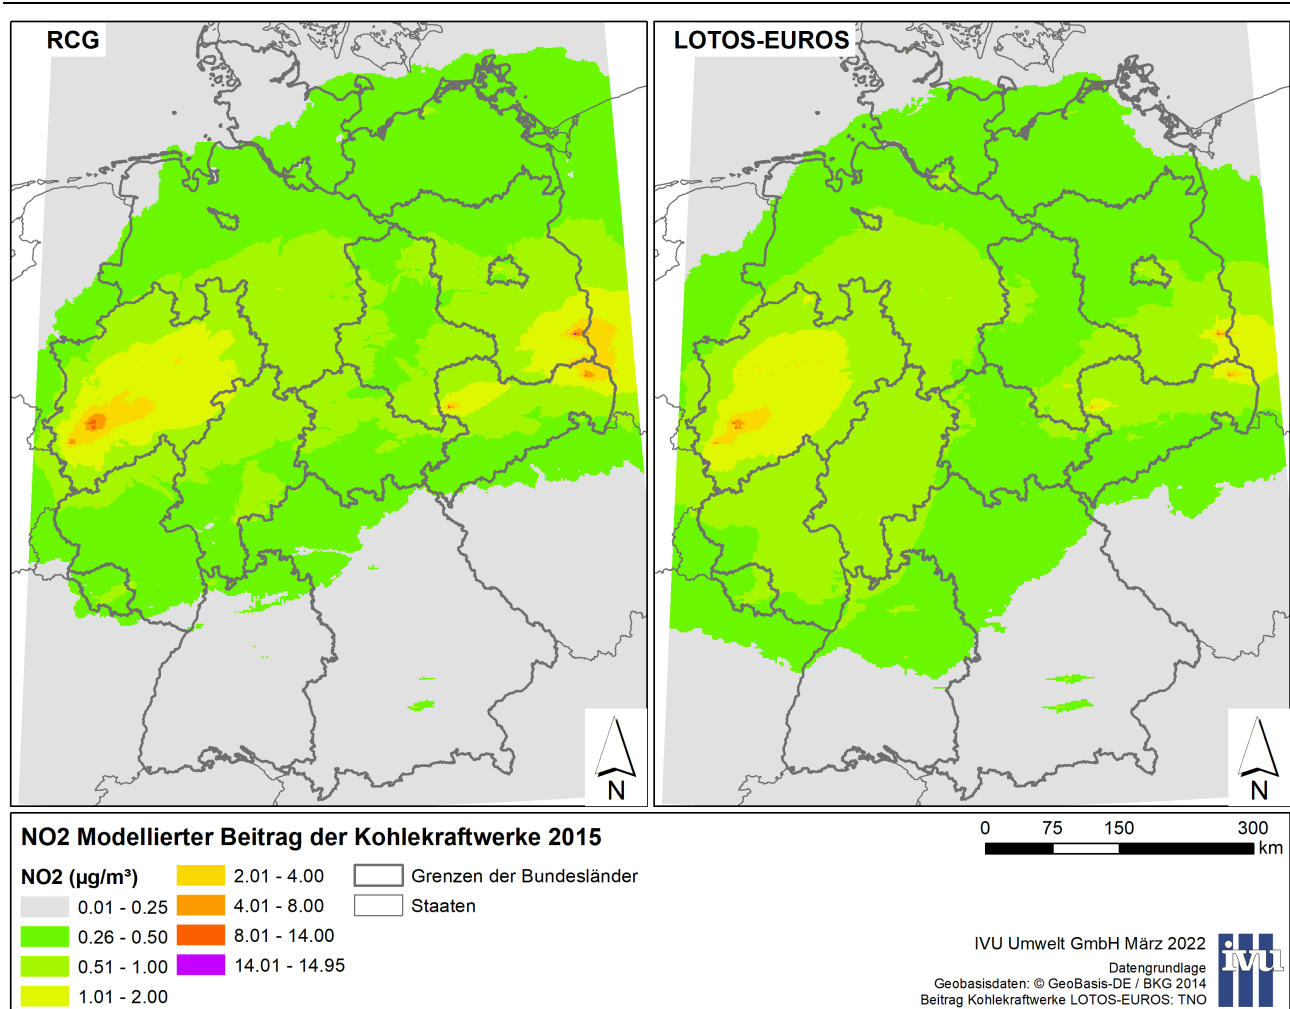 RCG
LOTOS-EUROS
N
N
NO2 Modellierter Beitrag der Kohlekraftwerke 2015
NO2 (µg/m³)
0.01 - 0.25
0.26 - 0.50
0.51 - 1.00
1.01 - 2.00
2.01 - 4.00
4.01 - 8.00
8.01 - 14.00
14.01 - 14.95
Grenzen der Bundesländer
Staaten
0 75 150 300
km
IVU Umwelt GmbH März 2022
Datengrundlage
Geobasisdaten: © GeoBasis-DE / BKG 2014
Beitrag Kohlekraftwerke LOTOS-EUROS: TNO
ivu